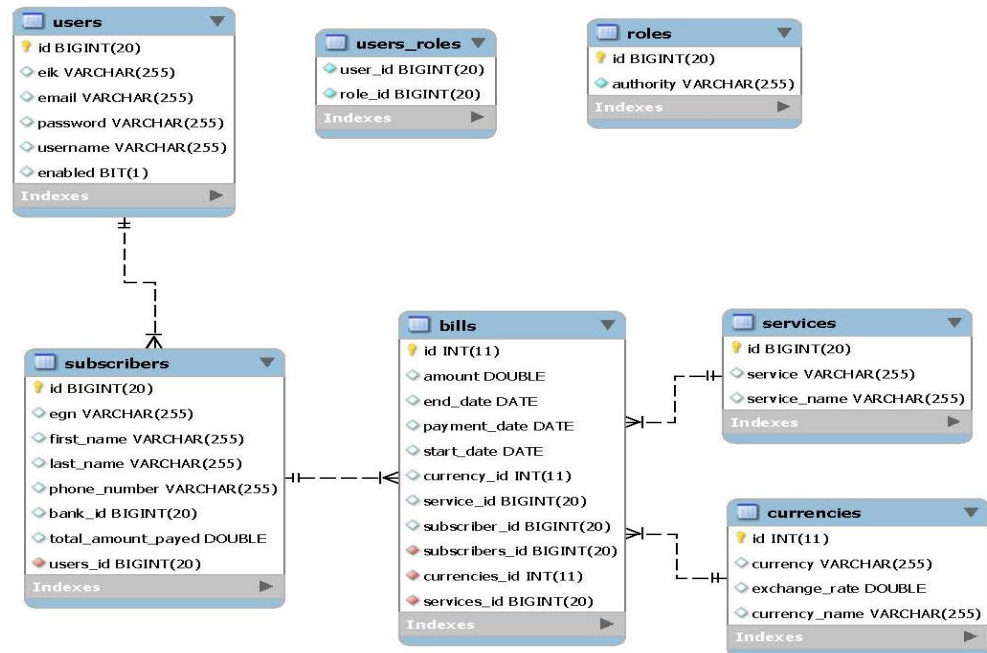 users
id BIGINT(20)
eik VARCHAR(255)
email VARCHAR(255)
password VARCHAR(255)
username VARCHAR(255)
enabled BIT(1)
Indexes
users_roles
user_id BIGINT(20)
role_id BIGINT(20)
Indexes
roles
id BIGINT(20)
authority VARCHAR(255)
Indexes
subscribers
id BIGINT(20)
egn VARCHAR(255)
first_name VARCHAR(255)
last_name VARCHAR(255)
phone_number VARCHAR(255)
bank_id BIGINT(20)
total_amount_payed DOUBLE
users_id BIGINT(20)
Indexes
bills
id INT(11)
amount DOUBLE
end_date DATE
payment_date DATE
start_date DATE
currency_id INT(11)
service_id BIGINT(20)
subscriber_id BIGINT(20)
subscribers_id BIGINT(20)
currencies_id INT(11)
services_id BIGINT(20)
Indexes
services
id BIGINT(20)
service VARCHAR(255)
service_name VARCHAR(255)
Indexes
currencies
id INT(11)
currency VARCHAR(255)
exchange_rate DOUBLE
currency_name VARCHAR(255)
Indexes